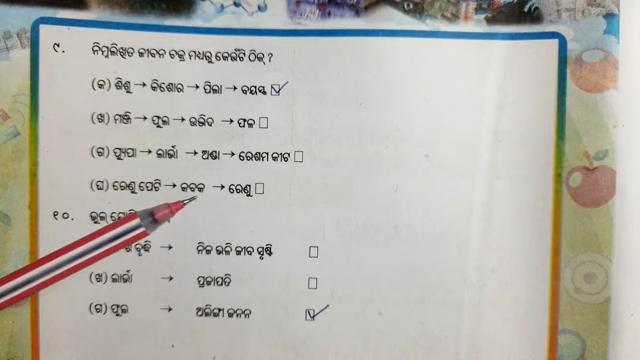 ୯. ନିମ୍ନଲିଖିତ ଜୀବନ ଚକ୍ର ମଧ୍ୟରୁ କେଉଁଟି ଠିକ୍ ?
(କ) ଶିଶୁ → କିଶୋର → ପିଲା → ବୟସ୍କ
(ଖ) ମଞ୍ଜି → ଫୁଲ → ଉଦ୍ଭିଦ → ଫଳ
(ଗ) ପ୍ୟୁପା → ଲାର୍ଭା → ଅଣ୍ଡା → ରେଶମ କୀଟ
(ଘ) ରେଣୁ ପେଟି → କବକ → ରେଣୁ
୧୦. ଭୁଲ୍
ବୃଦ୍ଧି → ନିଜ ଭଳି ଜୀବ ସୃଷ୍ଟି
(ଖ) ଲାର୍ଭା → ପ୍ରଜାପତି
(ଗ) ଫୁଲ → ଅଲିଙ୍ଗୀ ଜନନ